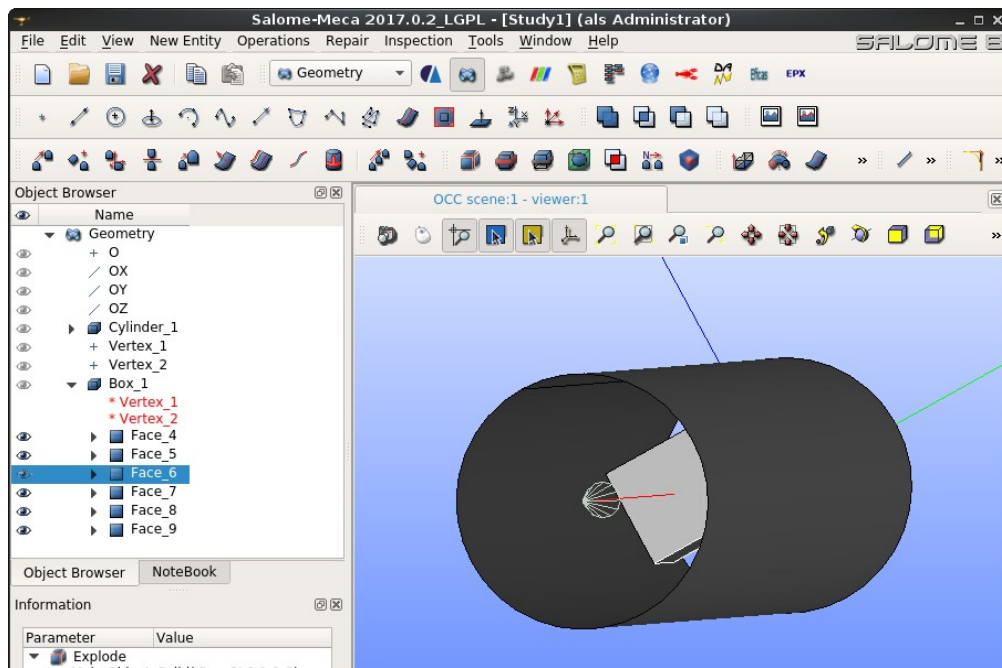 Salome-Meca 2017.0.2_LGPL - [Study1] (als Administrator)
File Edit View New Entity Operations Repair Inspection Tools Window Help
Geometry
Eficas EPX
Object Browser
OCC scene:1 - viewer:1
Name
Geometry
O
OX
OY
OZ
Cylinder_1
Vertex_1
Vertex_2
Box_1
* Vertex_1
* Vertex_2
Face_4
Face_5
Face_6
Face_7
Face_8
Face_9
Object Browser NoteBook
Information
Parameter Value
Explode